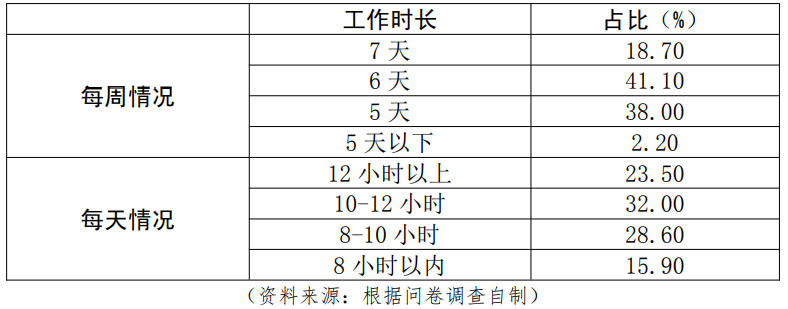 工作时长 占比（%）
每周情况 7 天 18.70
6 天 41.10
5 天 38.00
5 天以下 2.20
每天情况 12 小时以上 23.50
10-12 小时 32.00
8-10 小时 28.60
8 小时以内 15.90
（资料来源：根据问卷调查自制）